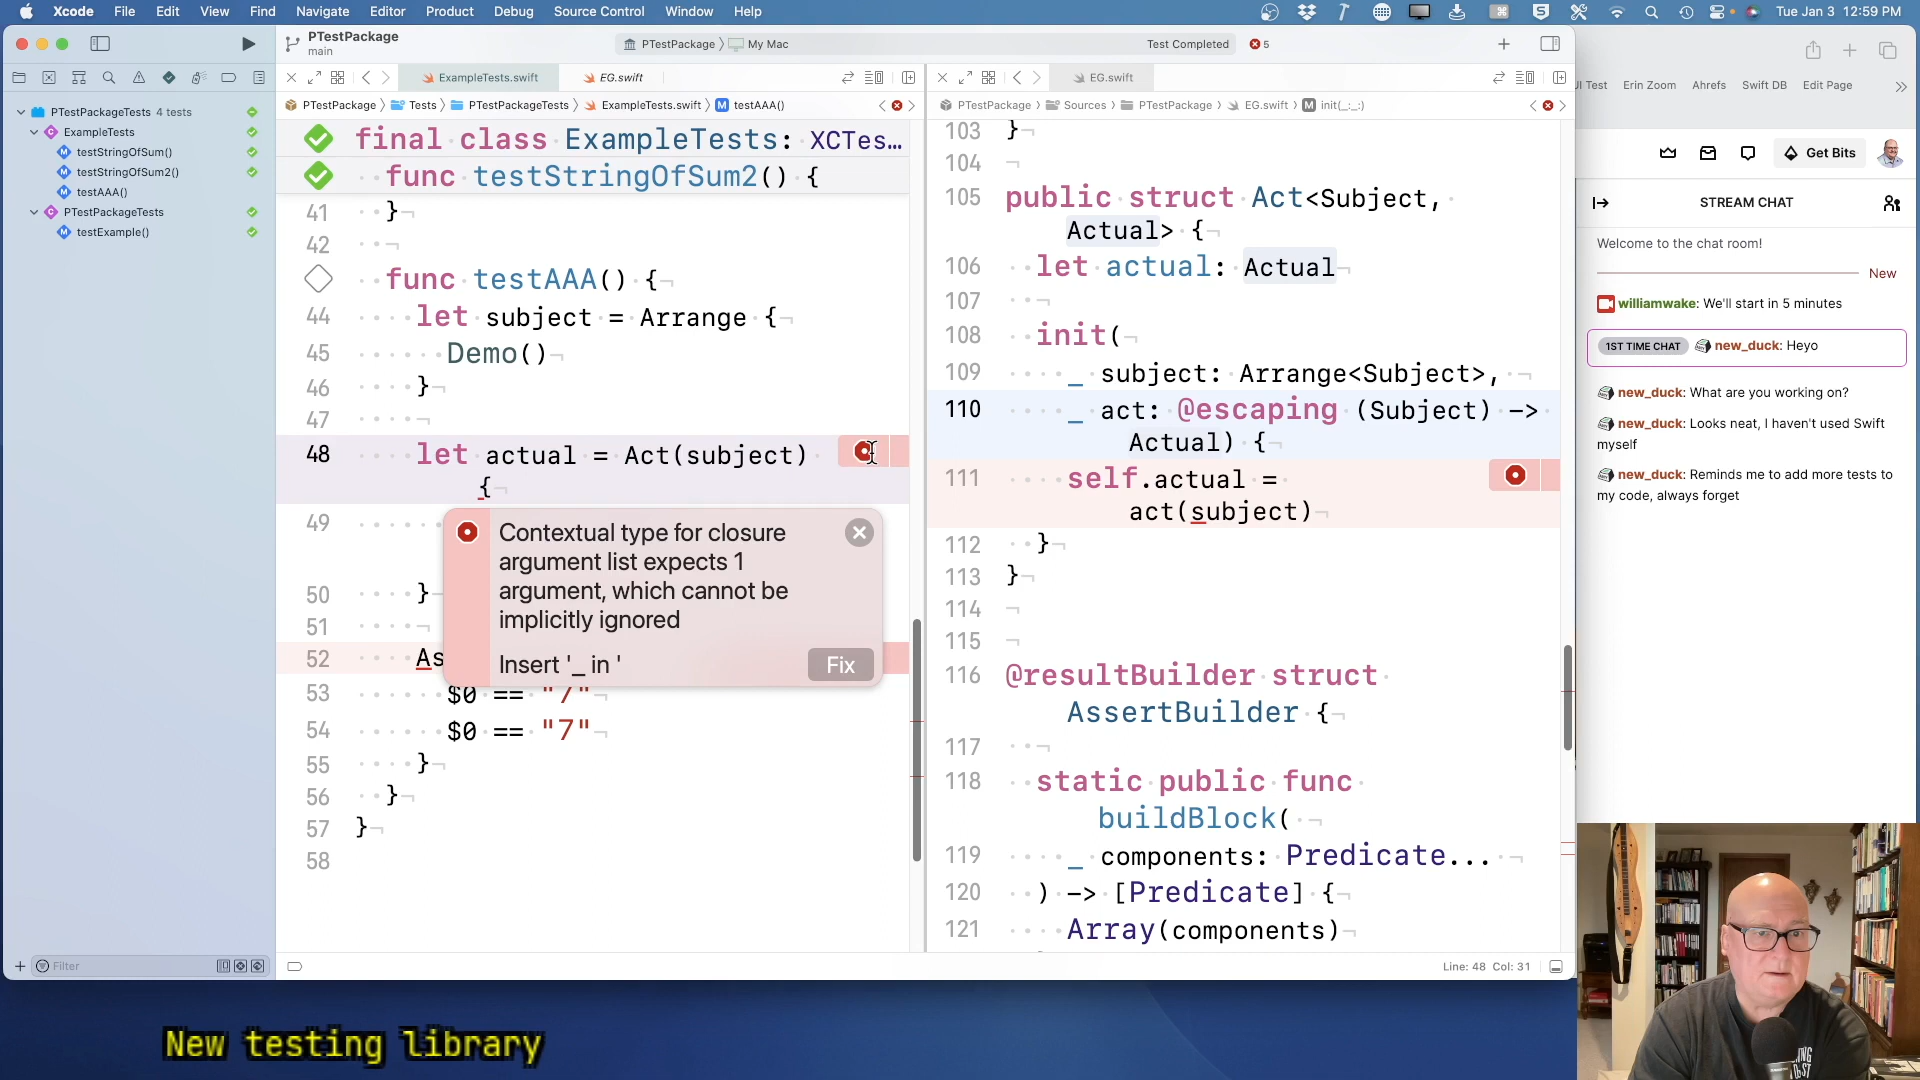 Xcode File Edit View Find Navigate Editor Product Debug Source Control Window Help
Tue Jan 3 12:59 PM
PTestPackage
main
PTestPackage
My Mac
Test Completed
5
ExampleTests.swift
EG.swift
EG.swift
PTestPackage
Tests
PTestPackageTests
ExampleTests.swift
testAAA()
PTestPackage
Sources
PTestPackage
EG.swift
init(_:_:)
PTestPackageTests 4 tests
ExampleTests
testStringOfSum()
testStringOfSum2()
testAAA()
PTestPackageTests
testExample()
Filter
final class ExampleTests: XCTes…
func testStringOfSum2() {
41 }
42
func testAAA() {
44 let subject = Arrange {
45 Demo()
46 }
47
48 let actual = Act(subject)
{
49
50 }
51
52 As
53 $0 == "7"
54 $0 == "7"
55 }
56 }
57 }
58
Contextual type for closure
argument list expects 1
argument, which cannot be
implicitly ignored
Insert '_ in '
Fix
103 }
104
105 public struct Act<Subject,
Actual> {
106 let actual: Actual
107
108 init(
109 _ subject: Arrange<Subject>,
110 _ act: @escaping (Subject) ->
Actual) {
111 self.actual =
act(subject)
112 }
113 }
114
115
116 @resultBuilder struct
AssertBuilder {
117
118 static public func
buildBlock(
119 _ components: Predicate...
120 ) -> [Predicate] {
121 Array(components)
Line: 48 Col: 31
UI Test Erin Zoom Ahrefs Swift DB Edit Page
Get Bits
STREAM CHAT
Welcome to the chat room!
New
williamwake: We'll start in 5 minutes
1ST TIME CHAT new_duck: Heyo
new_duck: What are you working on?
new_duck: Looks neat, I haven't used Swift
myself
new_duck: Reminds me to add more tests to
my code, always forget
New testing library